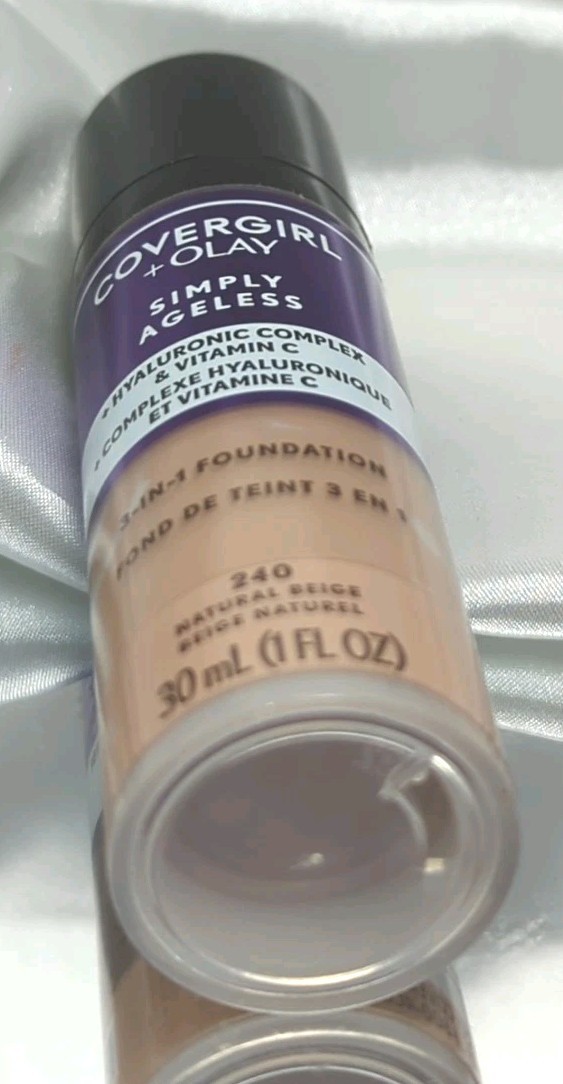 COVERGIRL
+ OLAY
SIMPLY
AGELESS
+ HYALURONIC COMPLEX
& VITAMIN C
+ COMPLEXE HYALURONIQUE
ET VITAMINE C
3-IN-1 FOUNDATION
FOND DE TEINT 3 EN 1
240
NATURAL BEIGE
BEIGE NATUREL
30 mL (1 FL OZ)